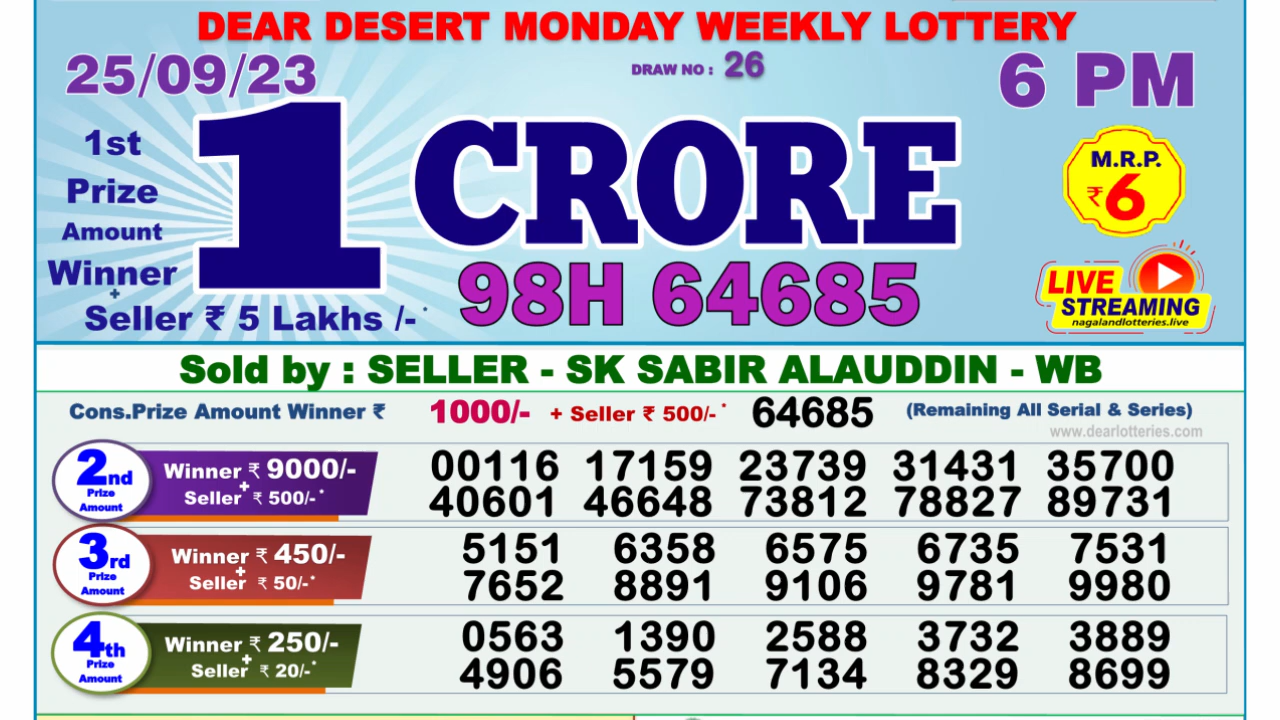 DEAR DESERT MONDAY WEEKLY LOTTERY
25/09/23
DRAW NO : 26
6 PM
1st
Prize
Amount
Winner
+
Seller ₹ 5 Lakhs /-*
1 CRORE
98H 64685
M.R.P.
₹6
LIVE
STREAMING
nagalandlotteries.live
Sold by : SELLER - SK SABIR ALAUDDIN - WB
Cons.Prize Amount Winner ₹ 1000/- + Seller ₹ 500/-* 64685 (Remaining All Serial & Series)
www.dearlotteries.com
2nd
Prize
Amount
Winner ₹ 9000/-
+
Seller ₹ 500/-*
00116 17159 23739 31431 35700
40601 46648 73812 78827 89731
3rd
Prize
Amount
Winner ₹ 450/-
+
Seller ₹ 50/-*
5151 6358 6575 6735 7531
7652 8891 9106 9781 9980
4th
Prize
Amount
Winner ₹ 250/-
+
Seller ₹ 20/-*
0563 1390 2588 3732 3889
4906 5579 7134 8329 8699